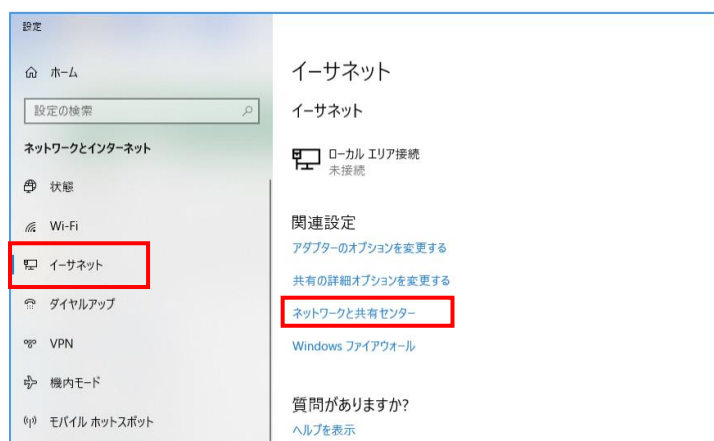 設定
ホーム
設定の検索
ネットワークとインターネット
状態
Wi-Fi
イーサネット
ダイヤルアップ
VPN
機内モード
モバイル ホットスポット
イーサネット
イーサネット
ローカル エリア接続
未接続
関連設定
アダプターのオプションを変更する
共有の詳細オプションを変更する
ネットワークと共有センター
Windows ファイアウォール
質問がありますか?
ヘルプを表示